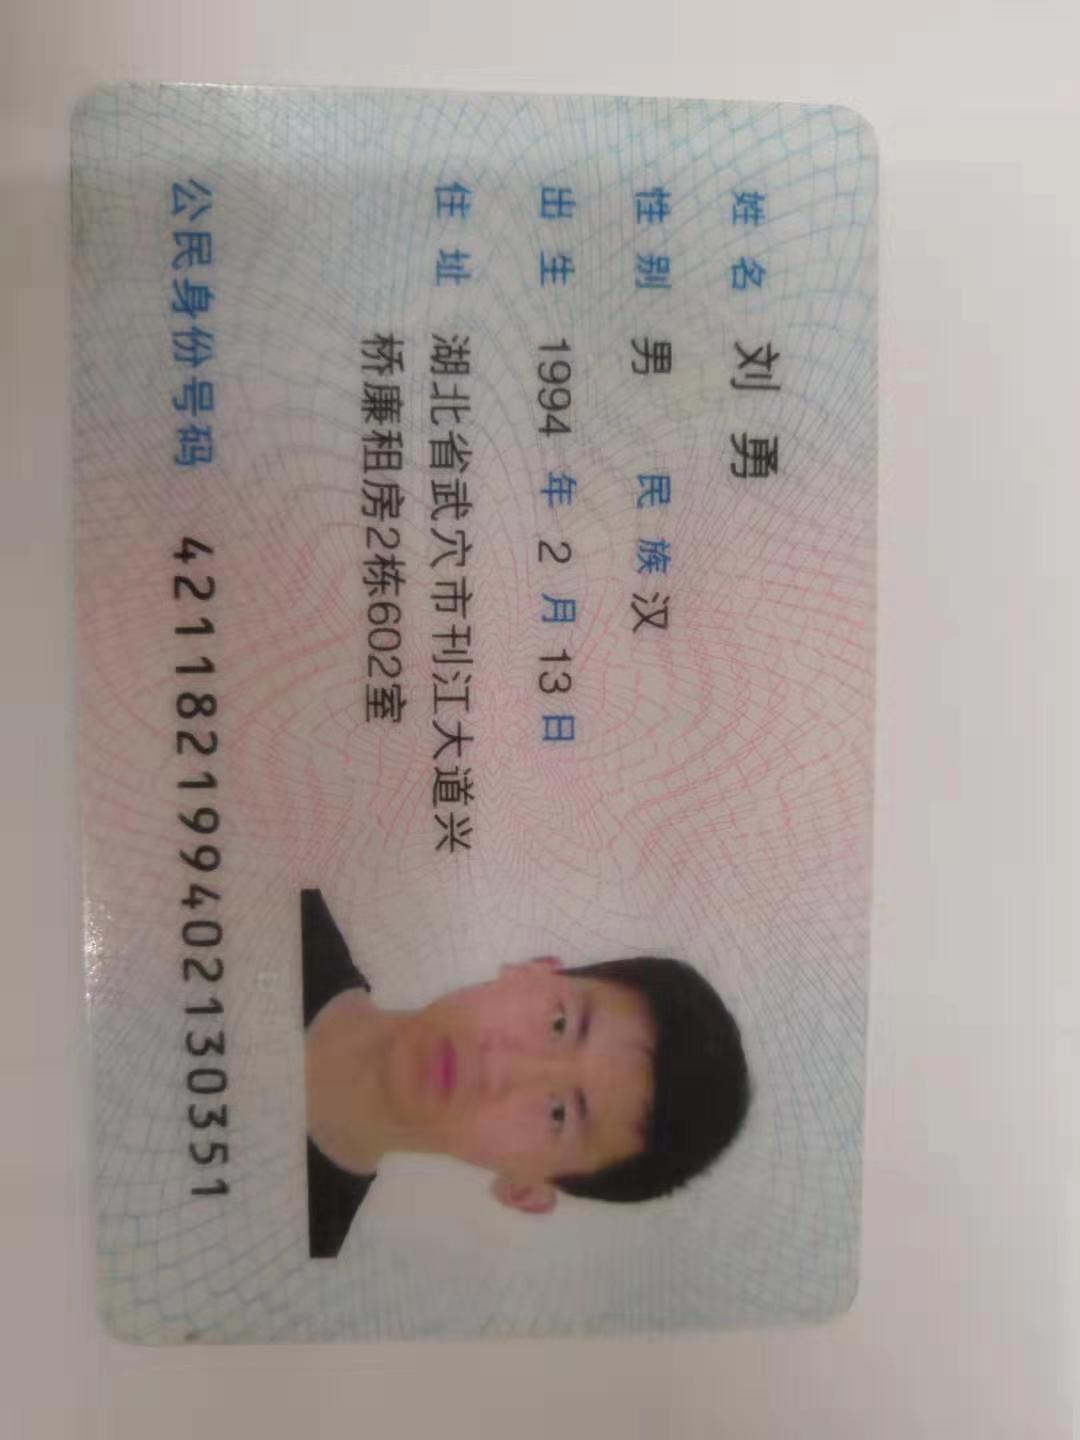 姓名 刘勇
性别 男 民族 汉
出生 1994 年 2 月 13 日
住址 湖北省武穴市刊江大道兴
桥廉租房2栋602室
公民身份号码 421182199402130351